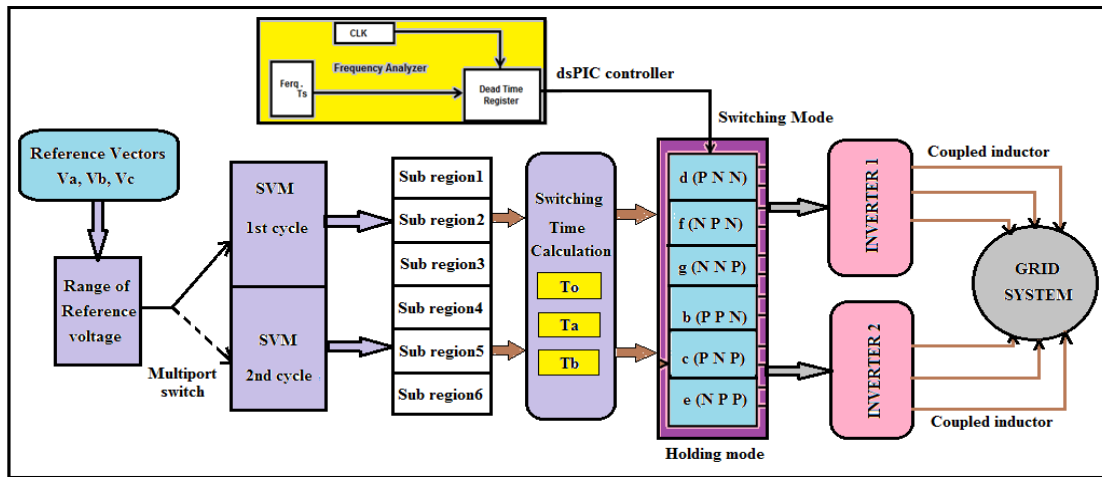 CLK
Frequency Analyzer
Ferq .
Ts
Dead Time
Register
dsPIC controller
Switching Mode
Reference Vectors
Va, Vb, Vc
Range of
Reference
voltage
Multiport
switch
SVM
1st cycle
SVM
2nd cycle
Sub region1
Sub region2
Sub region3
Sub region4
Sub region5
Sub region6
Switching
Time
Calculation
To
Ta
Tb
d (P N N)
f (N P N)
g (N N P)
b (P P N)
c (P N P)
e (N P P)
Holding mode
INVERTER 1
INVERTER 2
Coupled inductor
GRID
SYSTEM
Coupled inductor